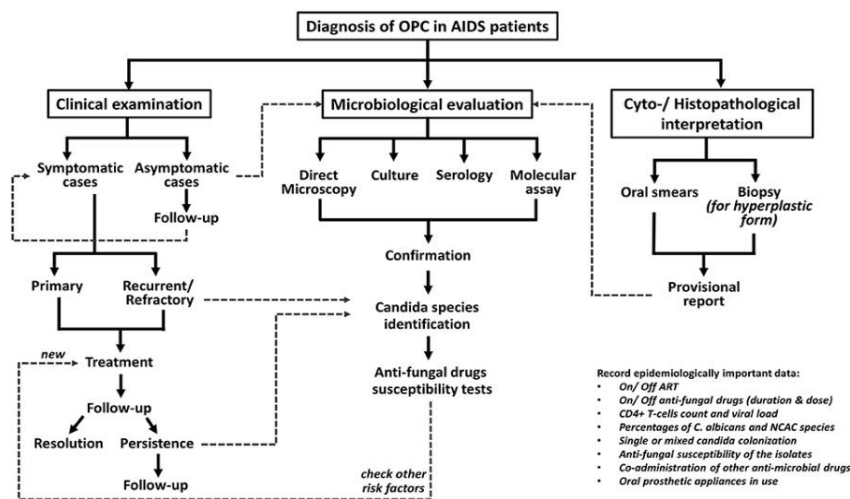 Diagnosis of OPC in AIDS patients
Clinical examination
Microbiological evaluation
Cyto-/ Histopathological
interpretation
Symptomatic
cases
Asymptomatic
cases
Follow-up
Direct
Microscopy
Culture
Serology
Molecular
assay
Oral smears
Biopsy
(for hyperplastic
form)
Confirmation
Provisional
report
Primary
Recurrent/
Refractory
Candida species
identification
new
Treatment
Anti-fungal drugs
susceptibility tests
Follow-up
Resolution
Persistence
Follow-up
check other
risk factors
Record epidemiologically important data:
• On/ Off ART
• On/ Off anti-fungal drugs (duration & dose)
• CD4+ T-cells count and viral load
• Percentages of C. albicans and NCAC species
• Single or mixed candida colonization
• Anti-fungal susceptibility of the isolates
• Co-administration of other anti-microbial drugs
• Oral prosthetic appliances in use